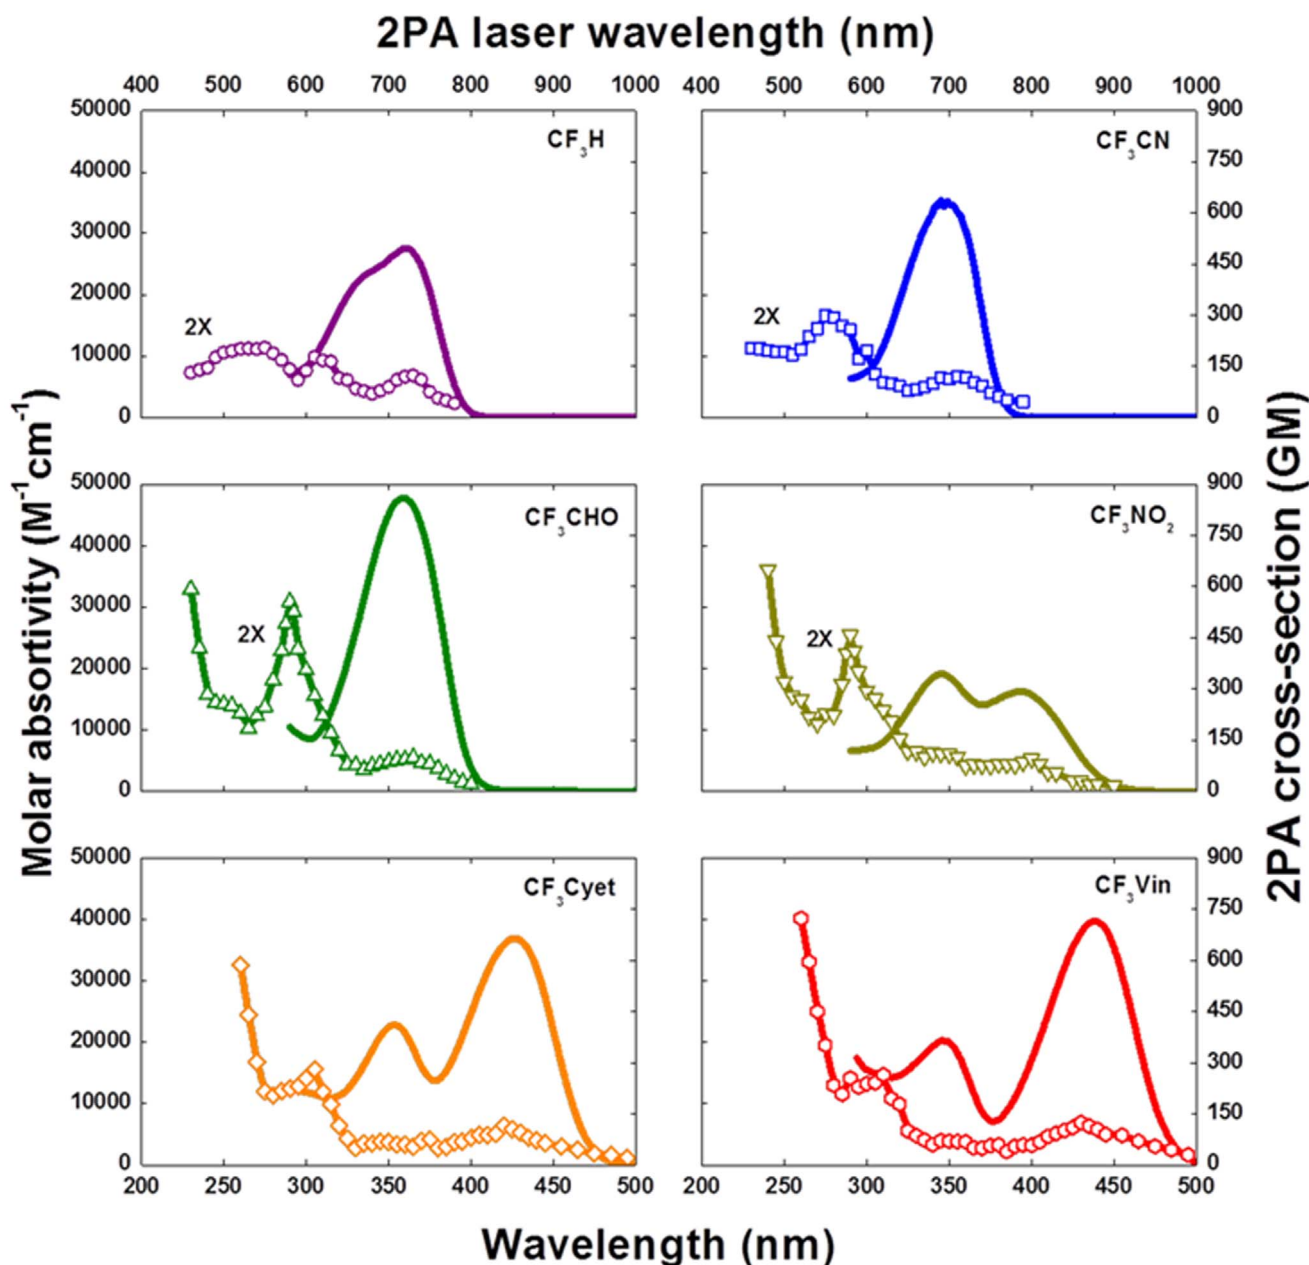 2PA laser wavelength (nm)
400 500 600 700 800 900 1000 400 500 600 700 800 900 1000
50000 900
CF₃H CF₃CN
40000 750
600
30000
450
20000
2X 2X 300
10000 150
0 0
50000 900
CF₃CHO CF₃NO₂
40000 750
30000 600
2X 2X 450
20000 300
10000 150
0 0
50000 900
CF₃Cyet CF₃Vin
40000 750
30000 600
450
20000
300
10000 150
0 0
200 250 300 350 400 450 500 200 250 300 350 400 450 500
Wavelength (nm)
Molar absortivity (M⁻¹cm⁻¹)
2PA cross-section (GM)